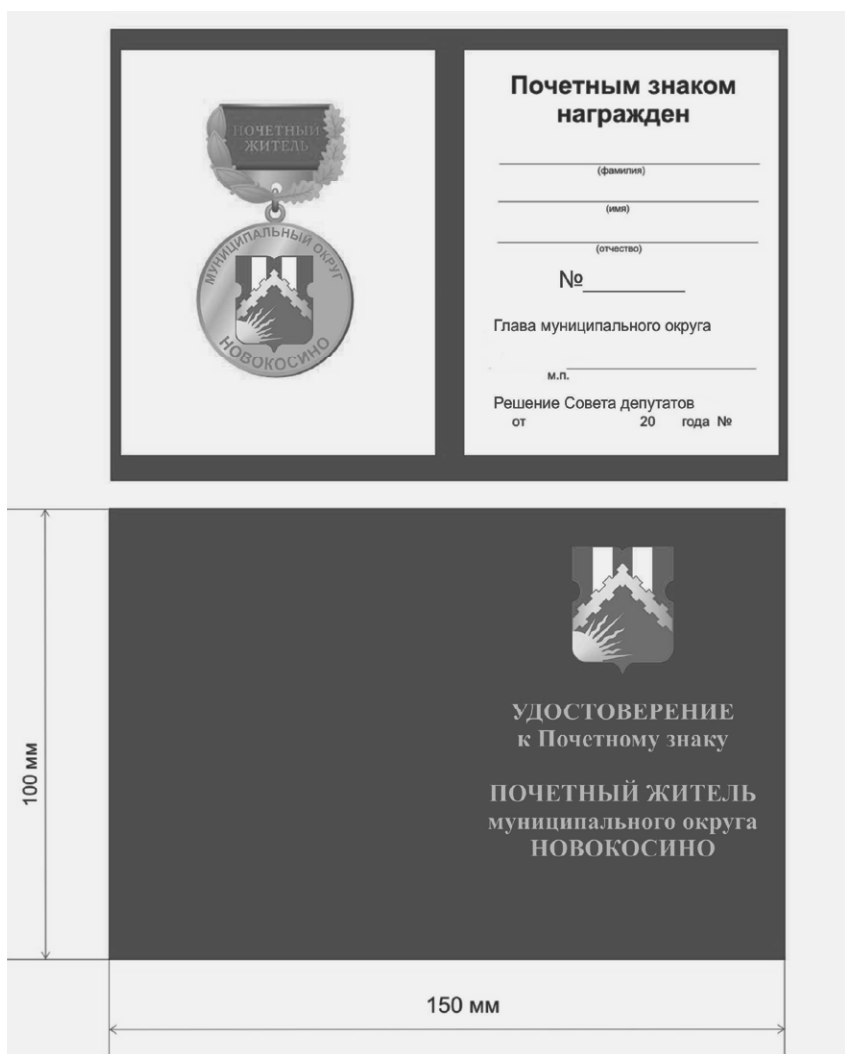 ПОЧЕТНЫЙ
ЖИТЕЛЬ
МУНИЦИПАЛЬНЫЙ ОКРУГ
НОВОКОСИНО
Почетным знаком
награжден
(фамилия)
(имя)
(отчество)
№
Глава муниципального округа
м.п.
Решение Совета депутатов
от 20 года №
УДОСТОВЕРЕНИЕ
к Почетному знаку
ПОЧЕТНЫЙ ЖИТЕЛЬ
муниципального округа
НОВОКОСИНО
100 мм
150 мм